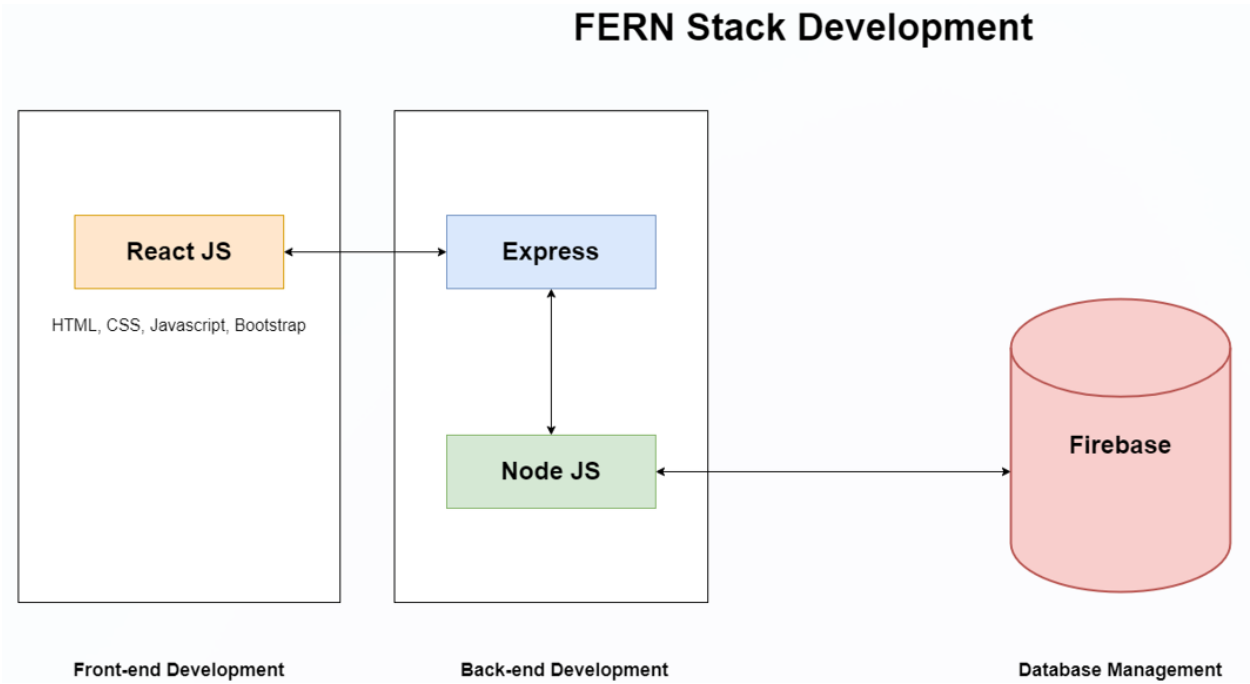 FERN Stack Development
React JS
HTML, CSS, Javascript, Bootstrap
Express
Node JS
Firebase
Front-end Development
Back-end Development
Database Management